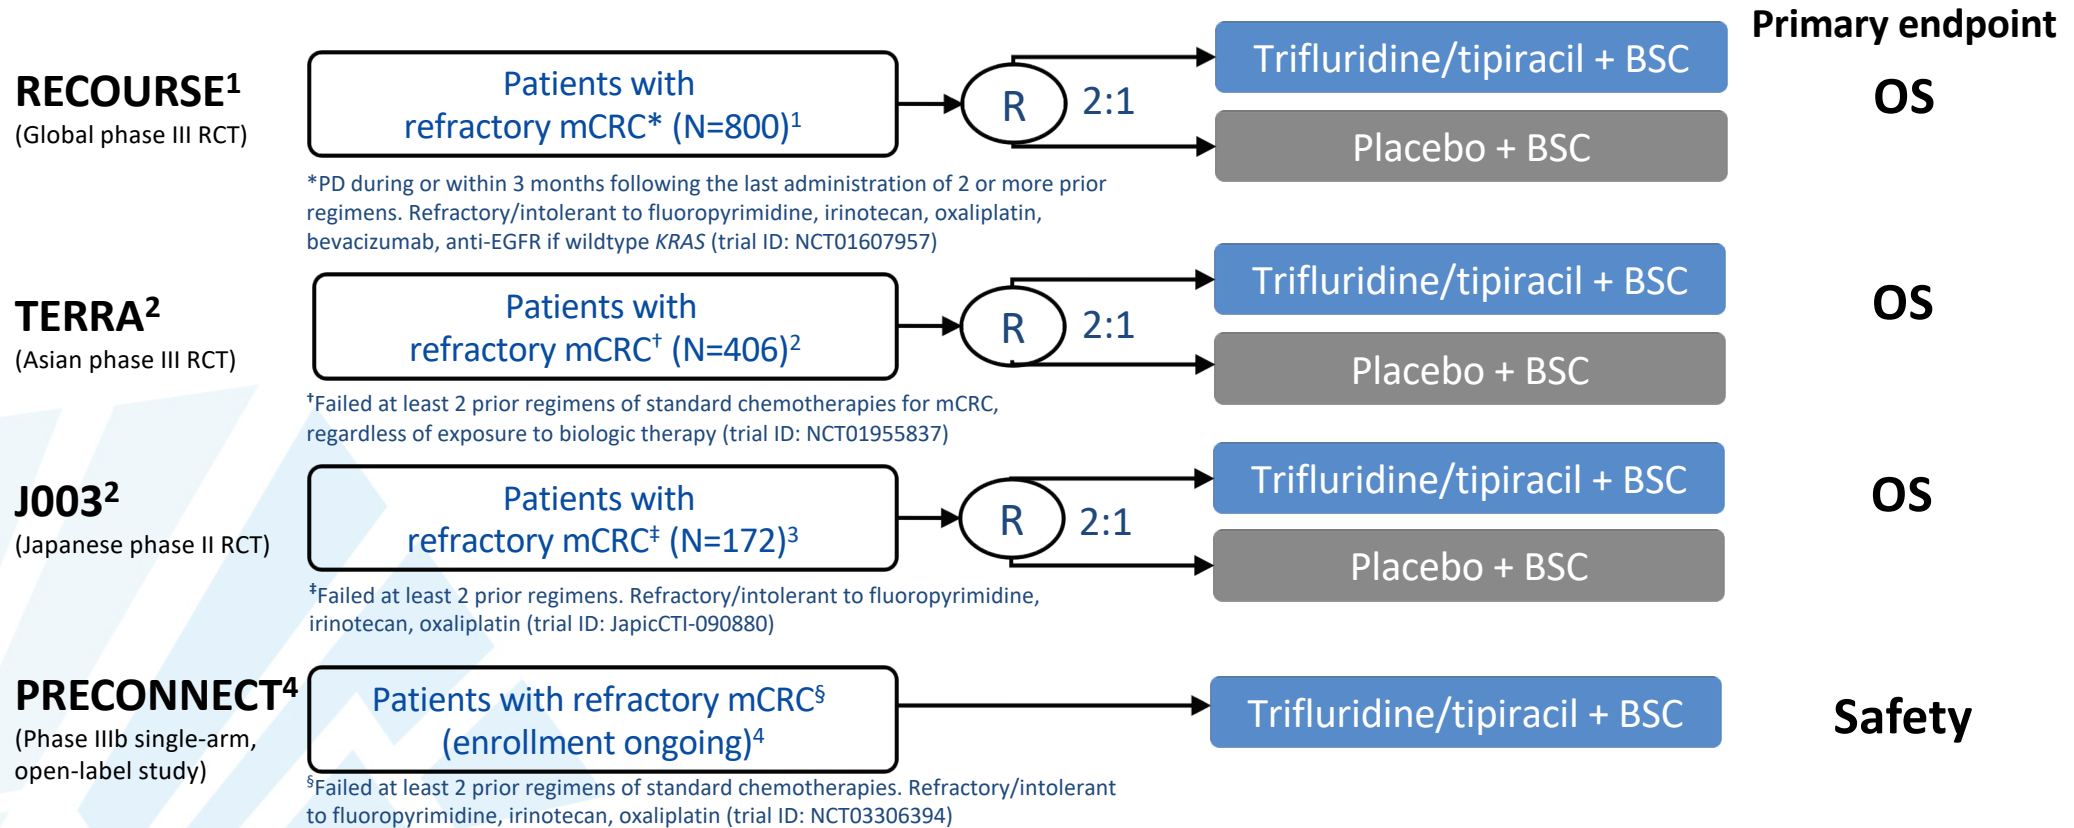 Primary endpoint
RECOURSE¹
(Global phase III RCT)
Patients with
refractory mCRC* (N=800)¹
R
2:1
Trifluridine/tipiracil + BSC
Placebo + BSC
OS
*PD during or within 3 months following the last administration of 2 or more prior
regimens. Refractory/intolerant to fluoropyrimidine, irinotecan, oxaliplatin,
bevacizumab, anti-EGFR if wildtype KRAS (trial ID: NCT01607957)
TERRA²
(Asian phase III RCT)
Patients with
refractory mCRC† (N=406)²
R
2:1
Trifluridine/tipiracil + BSC
Placebo + BSC
OS
†Failed at least 2 prior regimens of standard chemotherapies for mCRC,
regardless of exposure to biologic therapy (trial ID: NCT01955837)
J003²
(Japanese phase II RCT)
Patients with
refractory mCRC‡ (N=172)³
R
2:1
Trifluridine/tipiracil + BSC
Placebo + BSC
OS
‡Failed at least 2 prior regimens. Refractory/intolerant to fluoropyrimidine,
irinotecan, oxaliplatin (trial ID: JapicCTI-090880)
PRECONNECT⁴
(Phase IIIb single-arm,
open-label study)
Patients with refractory mCRC§
(enrollment ongoing)⁴
Trifluridine/tipiracil + BSC
Safety
§Failed at least 2 prior regimens of standard chemotherapies. Refractory/intolerant
to fluoropyrimidine, irinotecan, oxaliplatin (trial ID: NCT03306394)